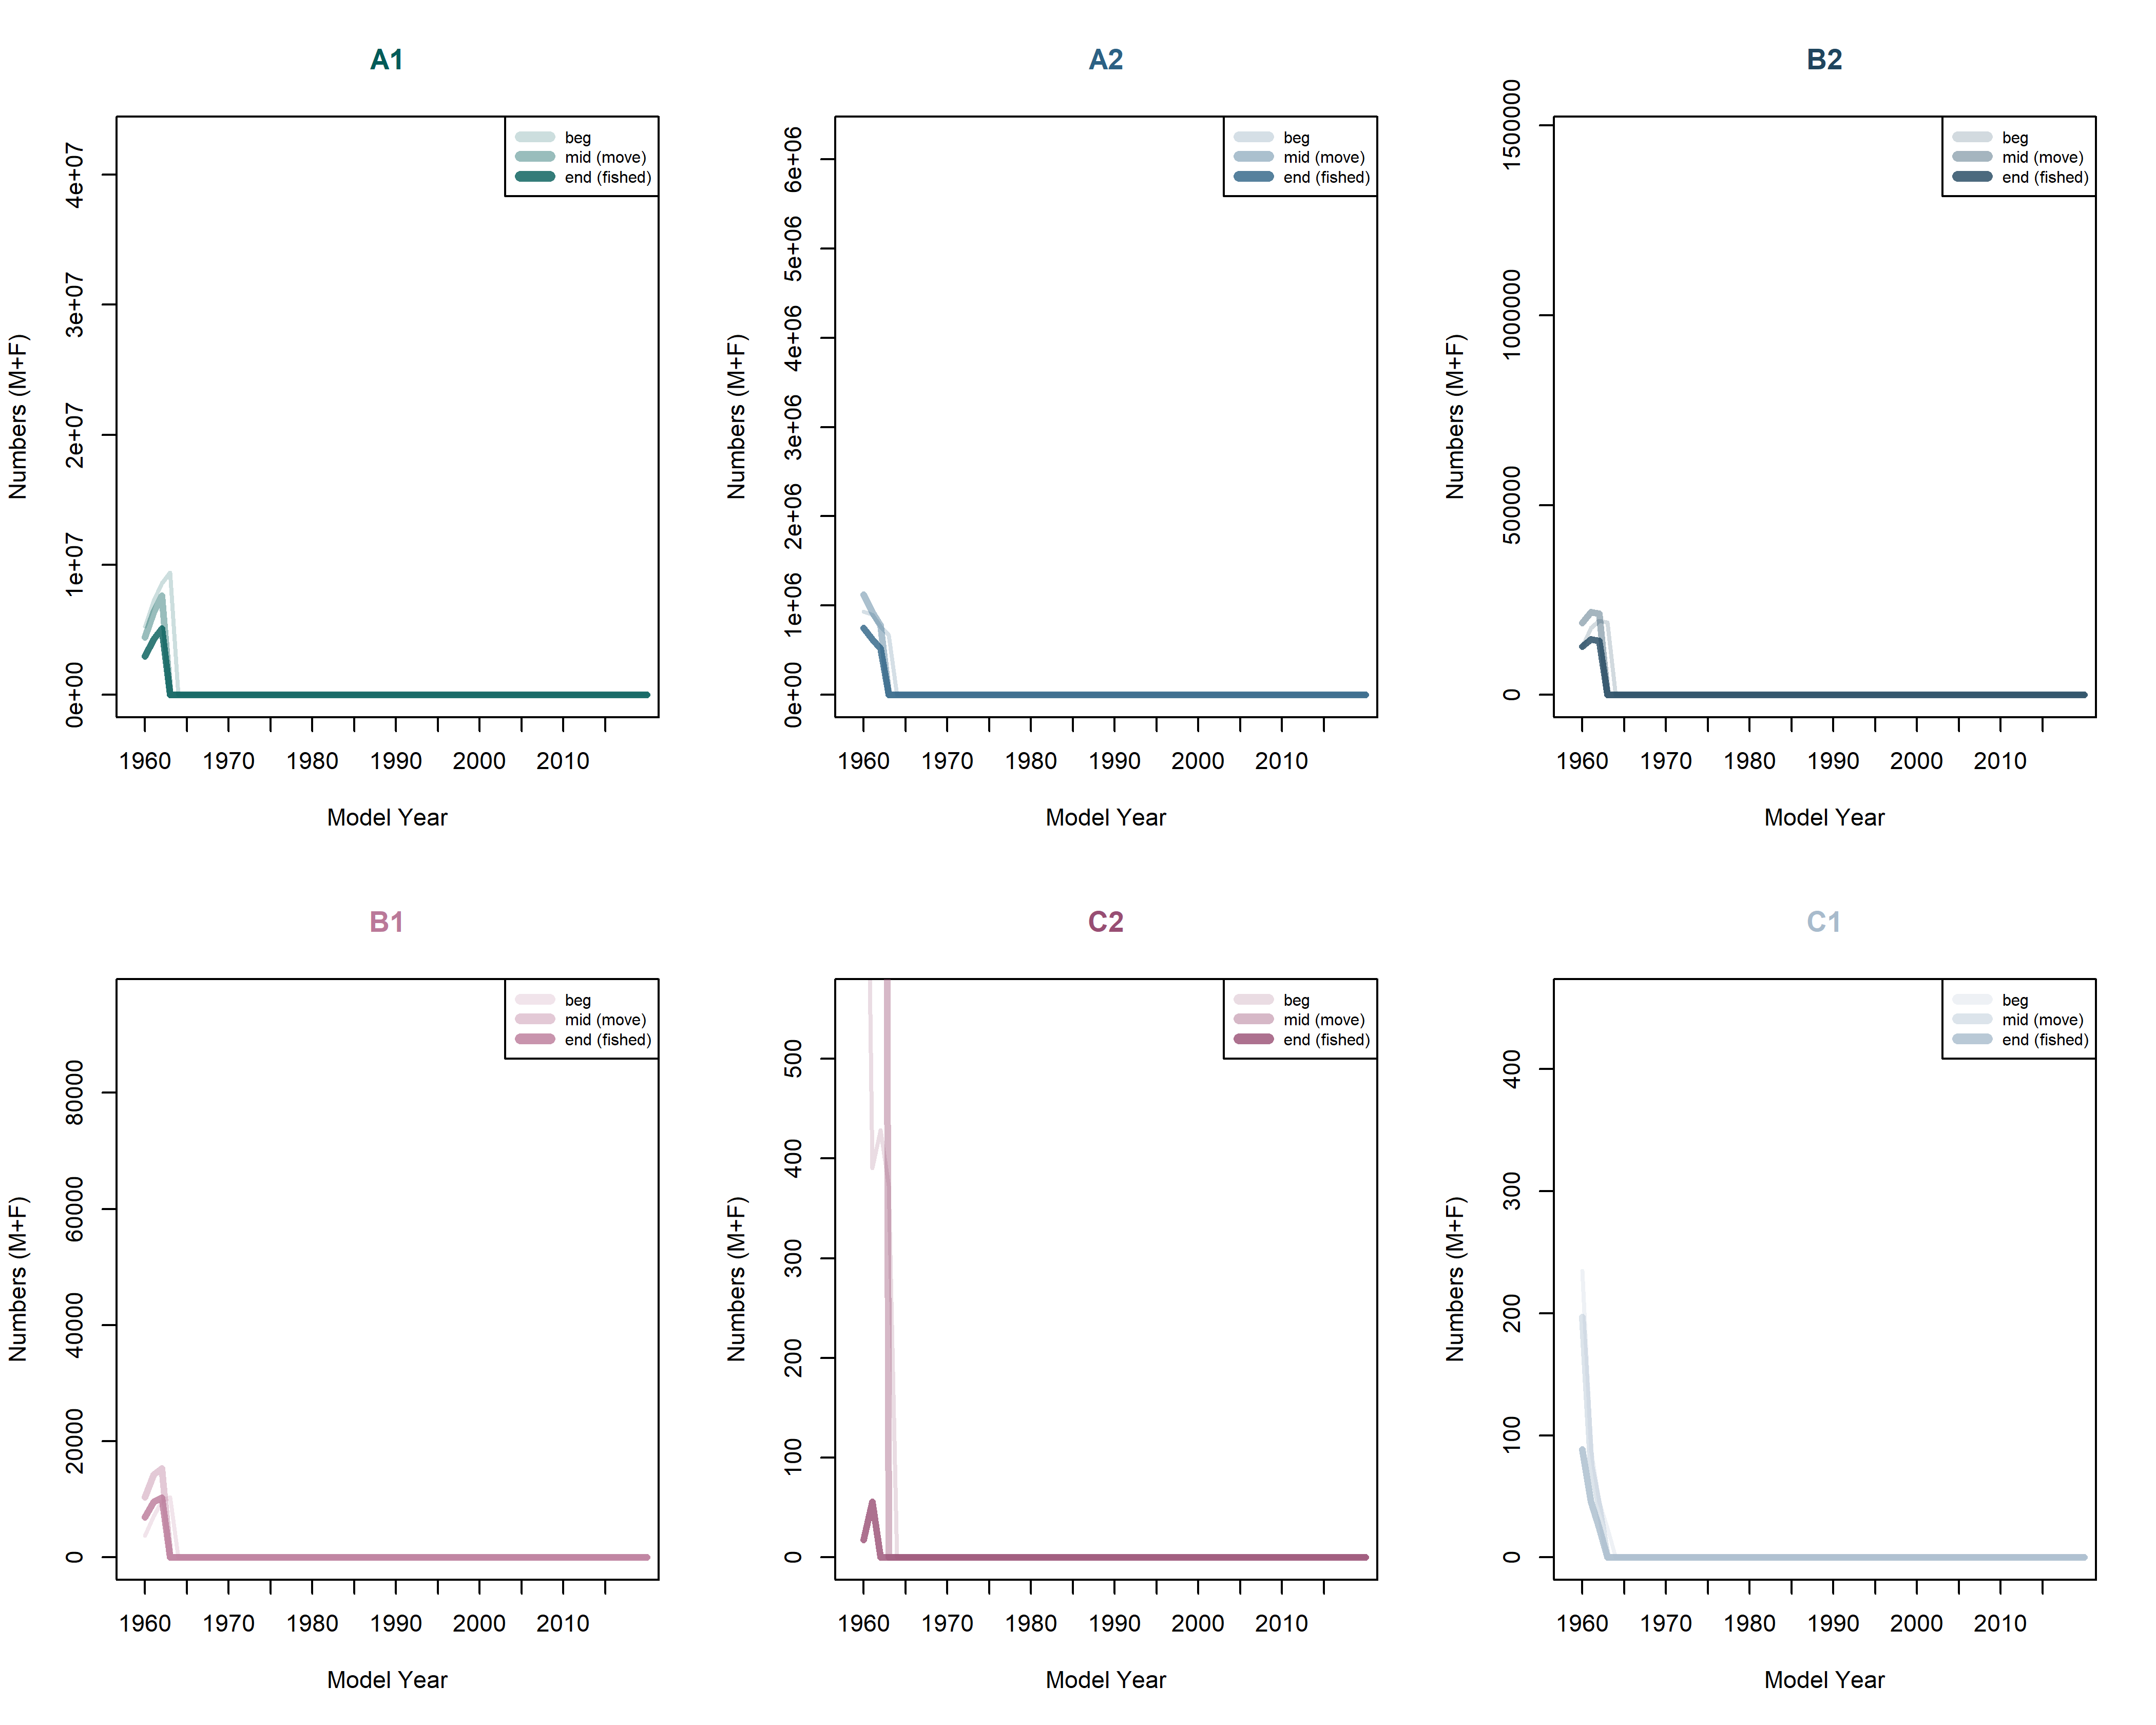 A1
beg
mid (move)
end (fished)
4e+07
3e+07
2e+07
1e+07
0e+00
Numbers (M+F)
1960 1970 1980 1990 2000 2010
Model Year
A2
beg
mid (move)
end (fished)
6e+06
5e+06
4e+06
3e+06
2e+06
1e+06
0e+00
Numbers (M+F)
1960 1970 1980 1990 2000 2010
Model Year
B2
beg
mid (move)
end (fished)
1500000
1000000
500000
0
Numbers (M+F)
1960 1970 1980 1990 2000 2010
Model Year
B1
beg
mid (move)
end (fished)
80000
60000
40000
20000
0
Numbers (M+F)
1960 1970 1980 1990 2000 2010
Model Year
C2
beg
mid (move)
end (fished)
500
400
300
200
100
0
Numbers (M+F)
1960 1970 1980 1990 2000 2010
Model Year
C1
beg
mid (move)
end (fished)
400
300
200
100
0
Numbers (M+F)
1960 1970 1980 1990 2000 2010
Model Year